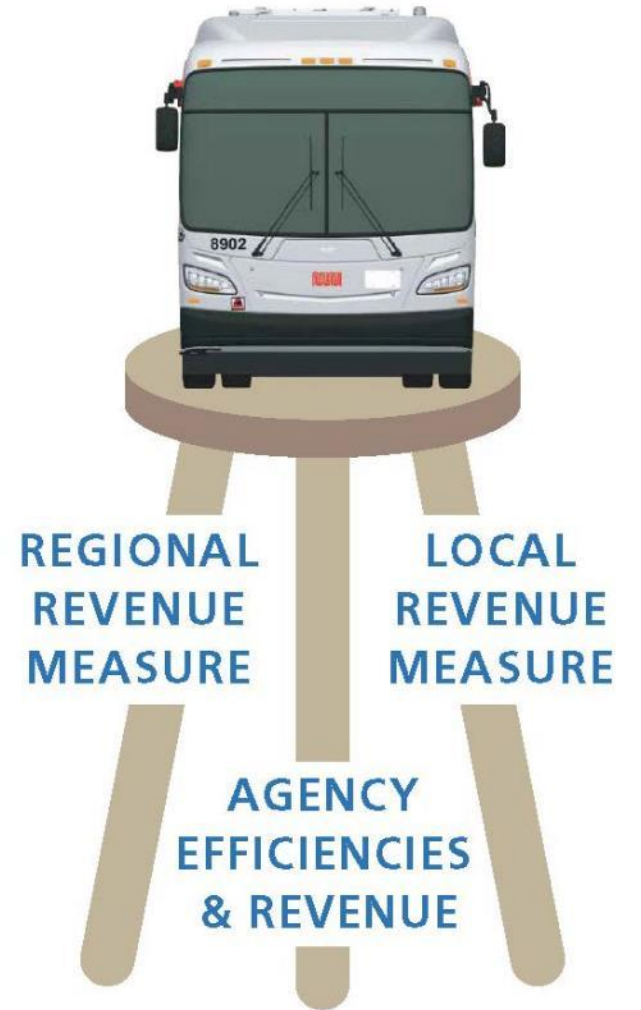 8902
REGIONAL
REVENUE
MEASURE
LOCAL
REVENUE
MEASURE
AGENCY
EFFICIENCIES
& REVENUE